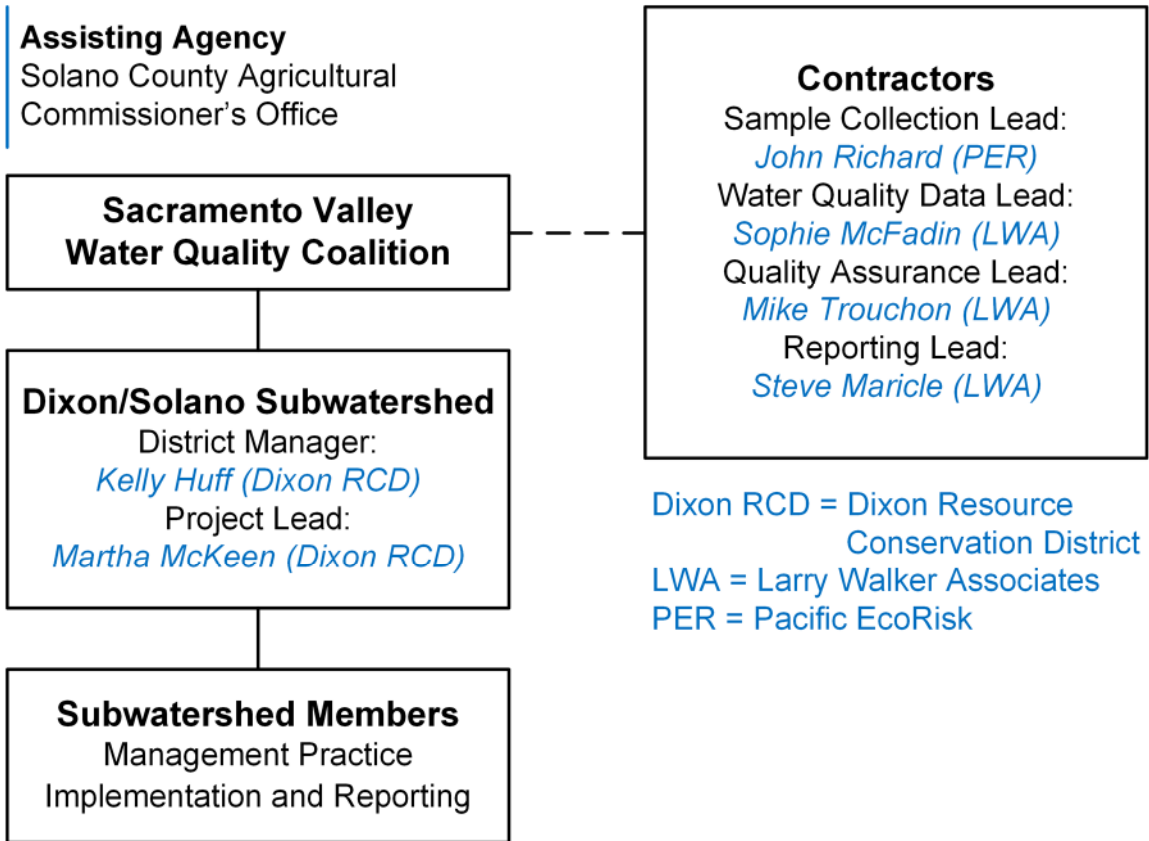 Assisting Agency
Solano County Agricultural
Commissioner's Office
Sacramento Valley
Water Quality Coalition
Dixon/Solano Subwatershed
District Manager:
Kelly Huff (Dixon RCD)
Project Lead:
Martha McKeen (Dixon RCD)
Subwatershed Members
Management Practice
Implementation and Reporting
Contractors
Sample Collection Lead:
John Richard (PER)
Water Quality Data Lead:
Sophie McFadin (LWA)
Quality Assurance Lead:
Mike Trouchon (LWA)
Reporting Lead:
Steve Maricle (LWA)
Dixon RCD = Dixon Resource
Conservation District
LWA = Larry Walker Associates
PER = Pacific EcoRisk